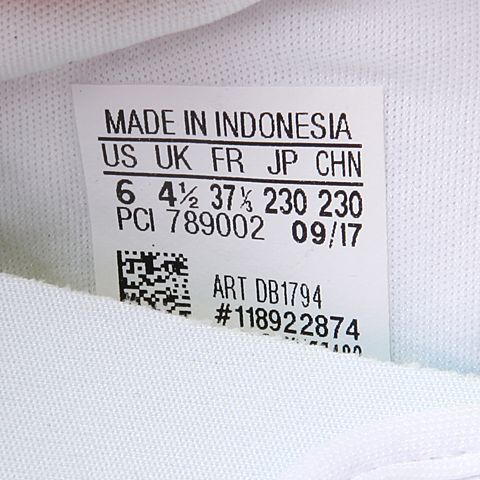 MADE IN INDONESIA
US UK FR JP CHN
6 4½ 37⅓ 230 230
PCI 789002 09/17
ART DB1794
#118922874